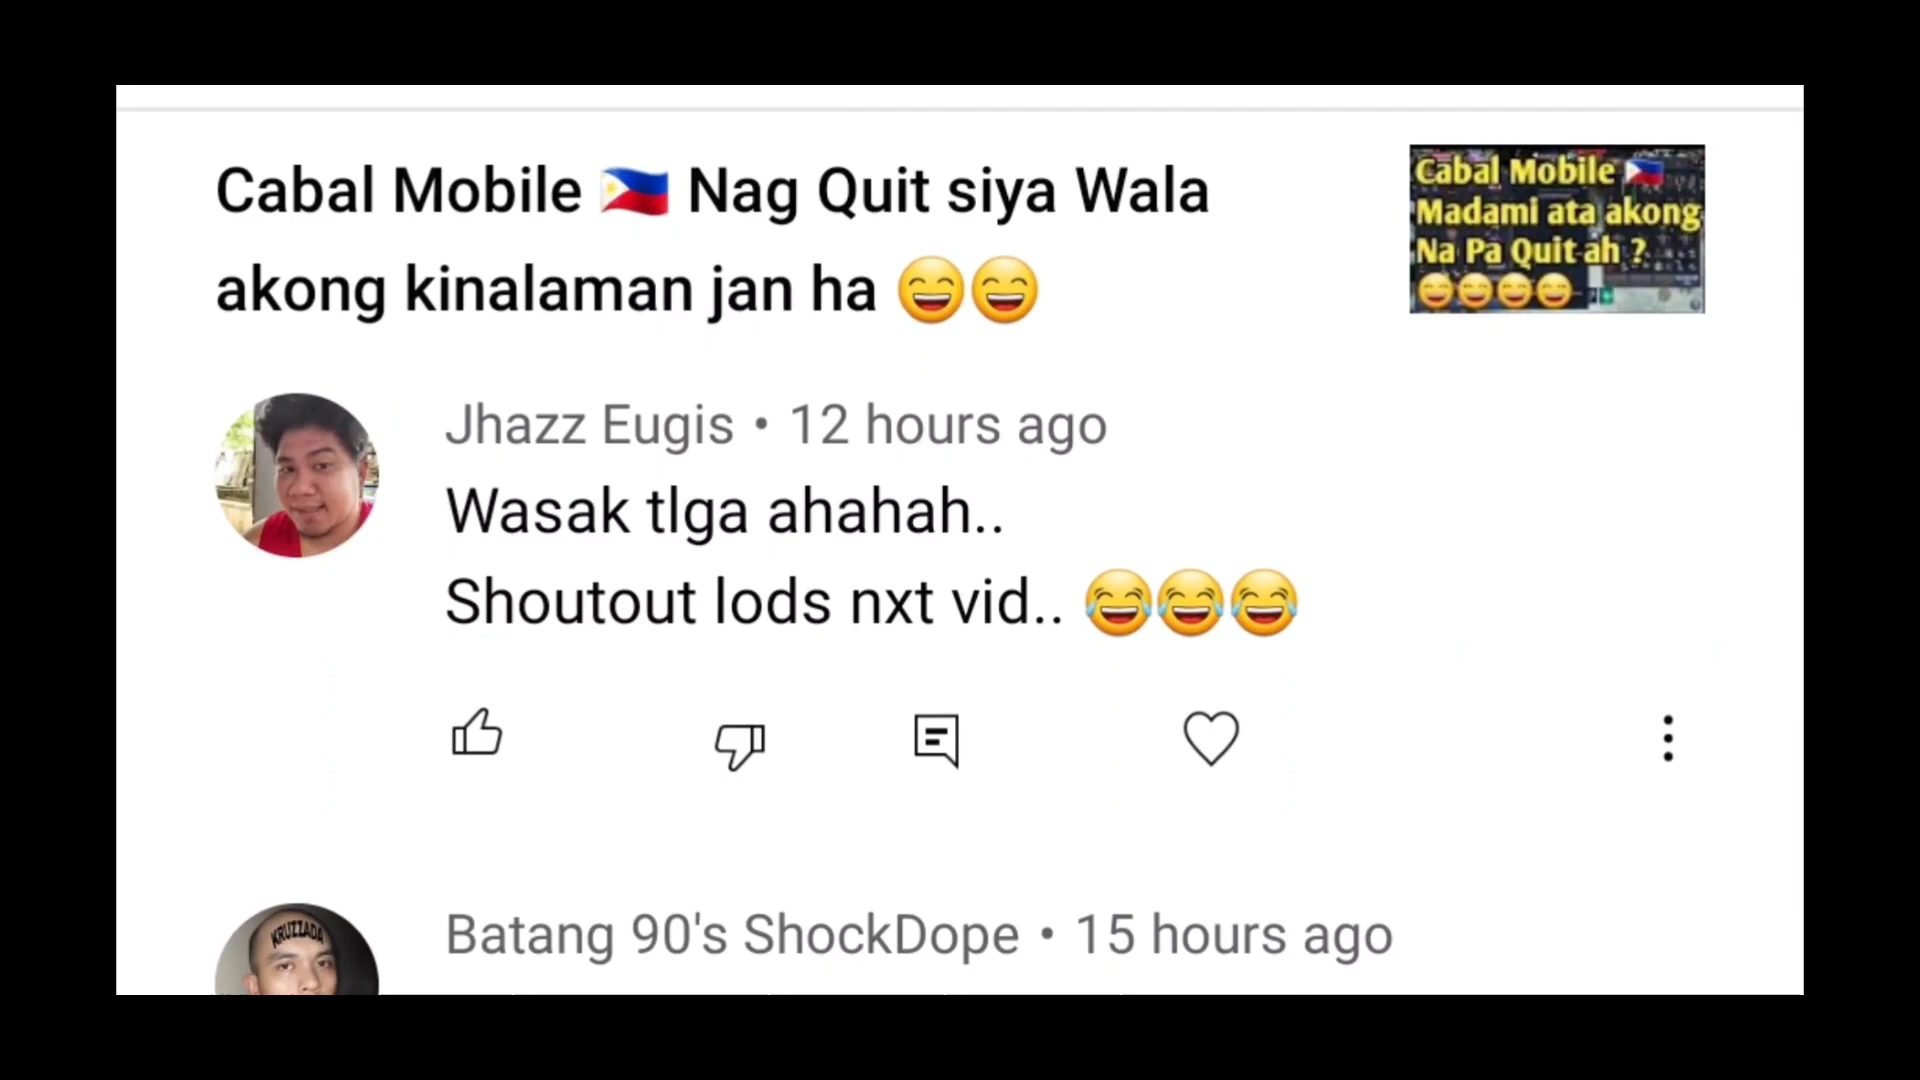 Cabal Mobile 🇵🇭 Nag Quit siya Wala
akong kinalaman jan ha 😄😄
Cabal Mobile 🇵🇭
Madami ata akong
Na Pa Quit ah ?
😄😄😄😄
Jhazz Eugis • 12 hours ago
Wasak tlga ahahah..
Shoutout lods nxt vid.. 😂😂😂
KRUZZADA
Batang 90's ShockDope • 15 hours ago